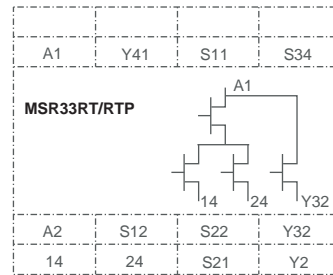 A1 Y41 S11 S34
A1
MSR33RT/RTP
14 24 Y32
A2 S12 S22 Y32
14 24 S21 Y2